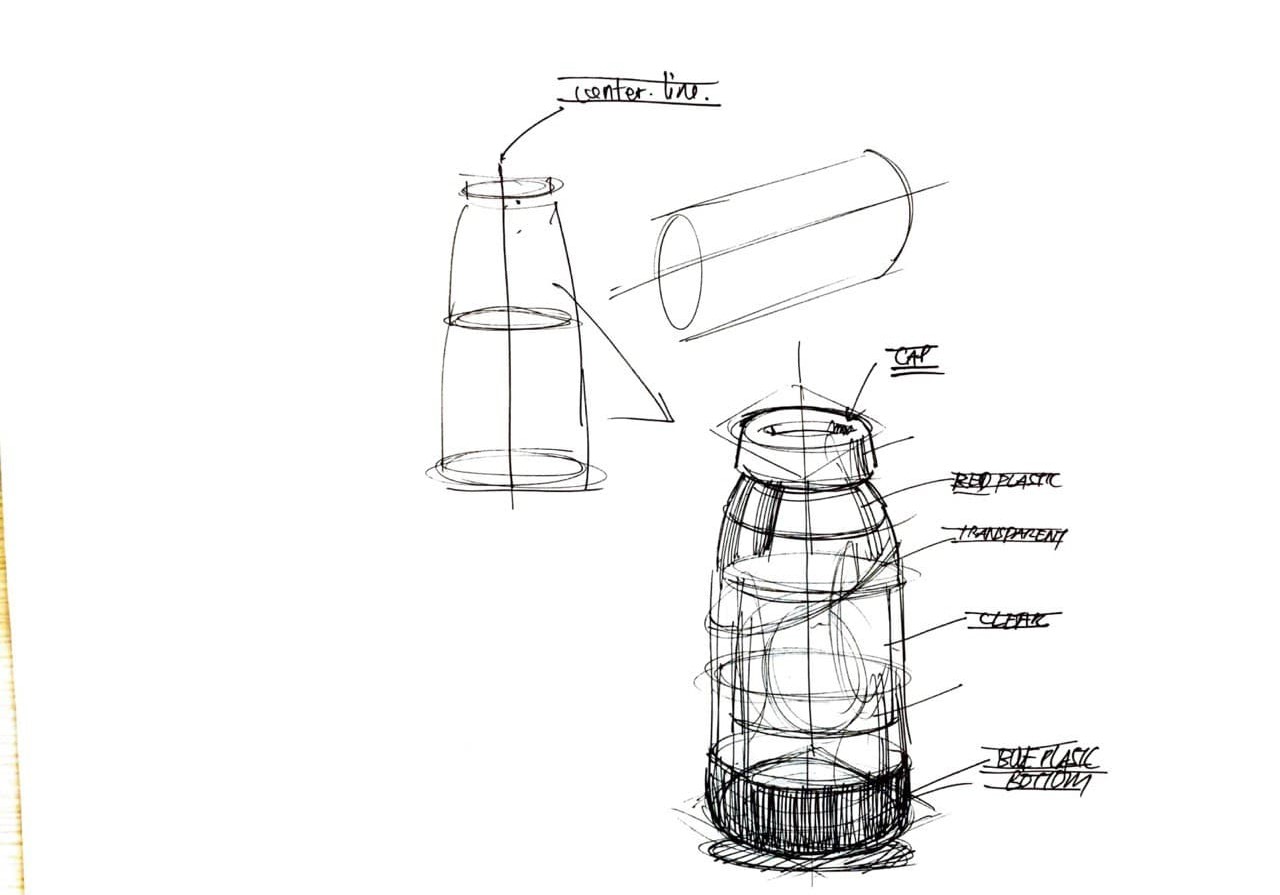 center. line.
CAP
RED PLASTIC
TRANSPARENT
CLEAR
BLUE PLASTIC
BOTTOM